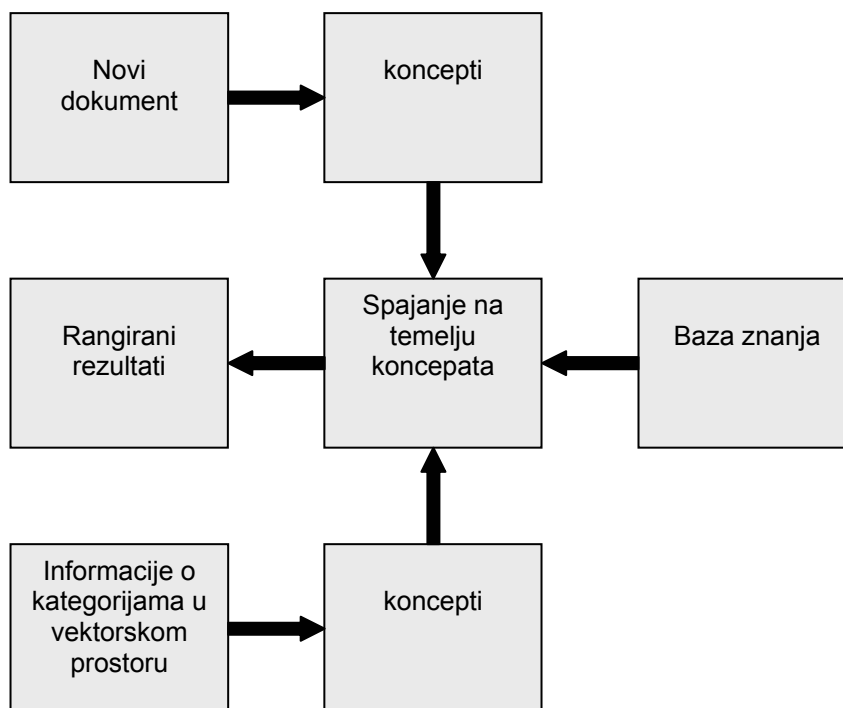 Novi
dokument
koncepti
Rangirani
rezultati
Spajanje na
temelju
koncepata
Baza znanja
Informacije o
kategorijama u
vektorskom
prostoru
koncepti